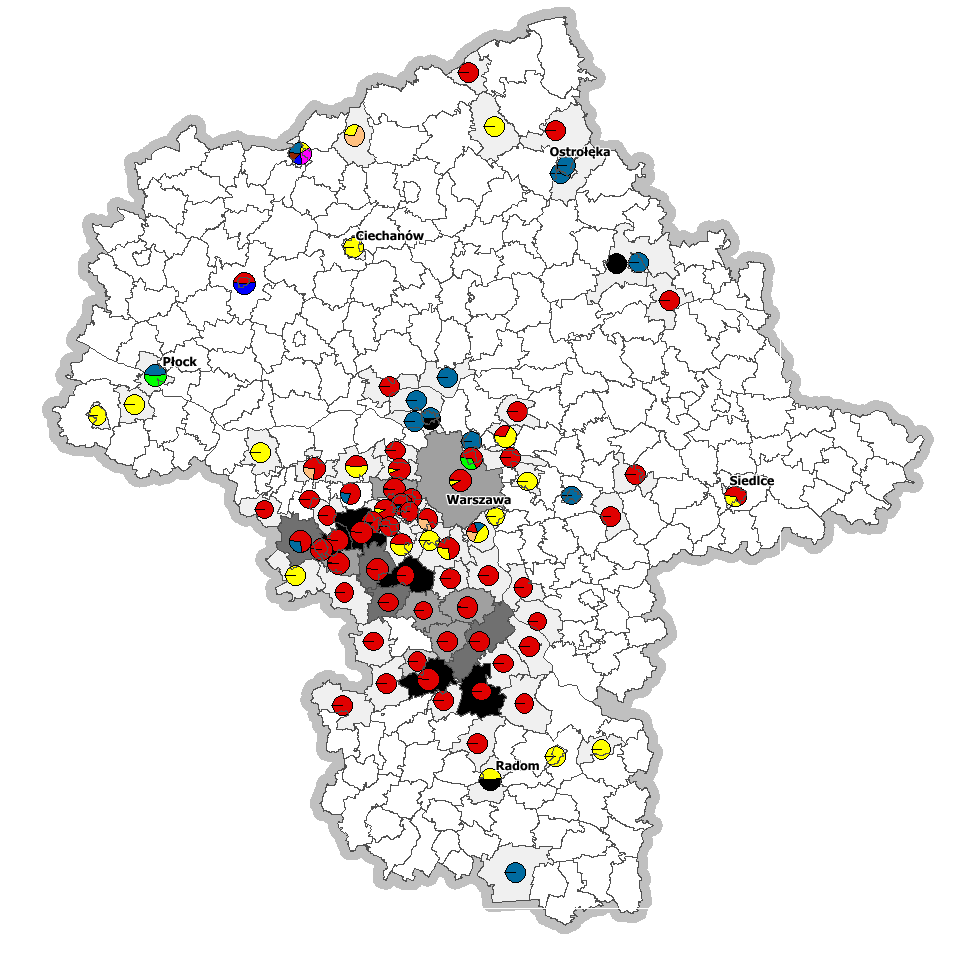 Ostrołęka
Ciechanów
Płock
Siedlce
Warszawa
Radom